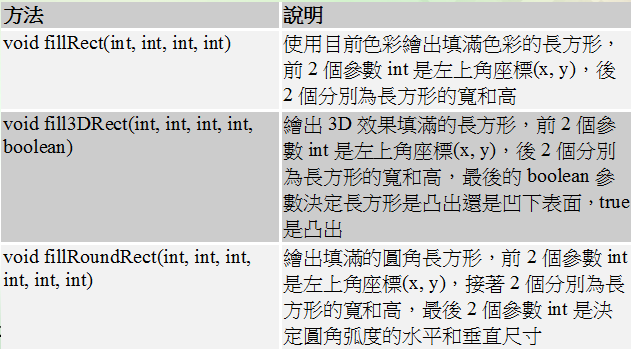 方法
說明
void fillRect(int, int, int, int)
使用目前色彩繪出填滿色彩的長方形，
前 2 個參數 int 是左上角座標(x, y)，後
2 個分別為長方形的寬和高
void fill3DRect(int, int, int, int,
boolean)
繪出 3D 效果填滿的長方形，前 2 個參
數 int 是左上角座標(x, y)，後 2 個分別
為長方形的寬和高，最後的 boolean 參
數決定長方形是凸出還是凹下表面，true
是凸出
void fillRoundRect(int, int, int,
int, int, int)
繪出填滿的圓角長方形，前 2 個參數 int
是左上角座標(x, y)，接著 2 個分別為長
方形的寬和高，最後 2 個參數 int 是決
定圓角弧度的水平和垂直尺寸